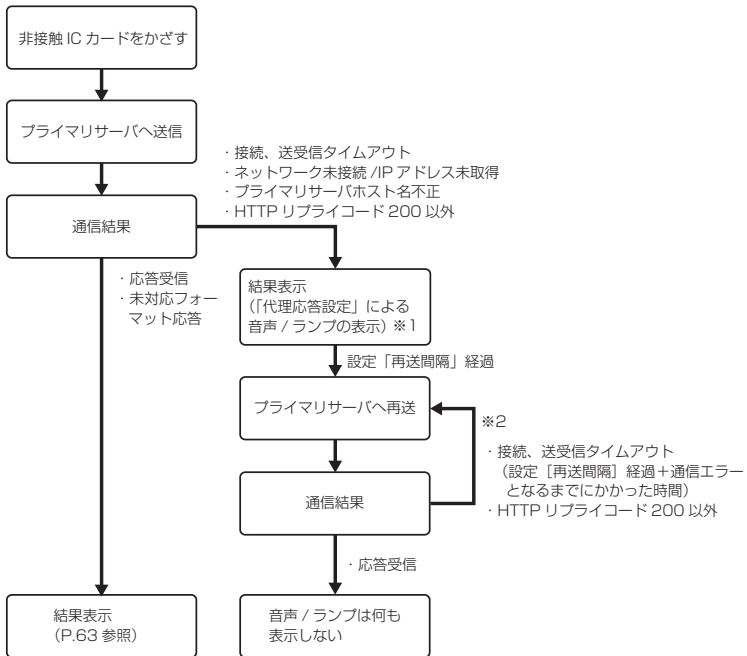 非接触 IC カードをかざす
プライマリサーバへ送信
・接続、送受信タイムアウト
・ネットワーク未接続 /IP アドレス未取得
・プライマリサーバホスト名不正
・HTTP リプライコード 200 以外
通信結果
・応答受信
・未対応フォー
マット応答
結果表示
（「代理応答設定」による
音声 / ランプの表示）※1
設定「再送間隔」経過
プライマリサーバへ再送
※2
・接続、送受信タイムアウト
（設定［再送間隔］経過＋通信エラー
となるまでにかかった時間）
・HTTP リプライコード 200 以外
通信結果
・応答受信
結果表示
（P.63 参照）
音声 / ランプは何も
表示しない